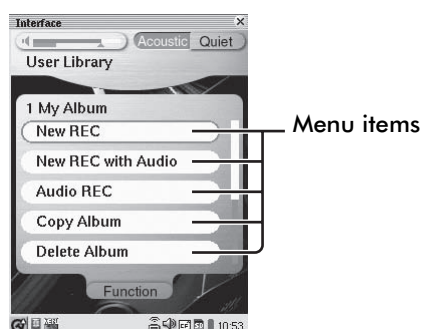 Interface
Acoustic Quiet
User Library
1 My Album
New REC
Menu items
New REC with Audio
Audio REC
Copy Album
Delete Album
Function
10:53